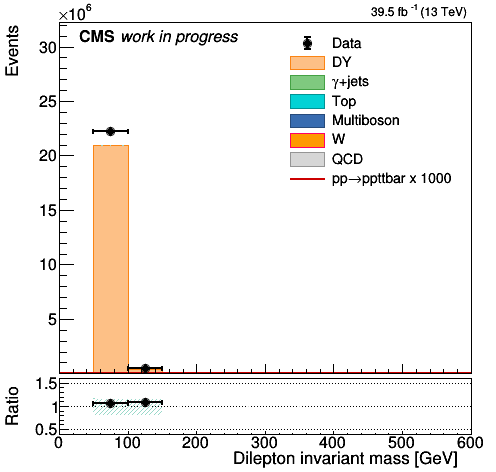 ×10⁶
39.5 fb⁻¹ (13 TeV)
Events
CMS work in progress
Data
DY
γ+jets
Top
Multiboson
W
QCD
pp→ppttbar x 1000
30
25
20
15
10
5
Ratio
1.5
1
0.5
0 100 200 300 400 500 600
Dilepton invariant mass [GeV]